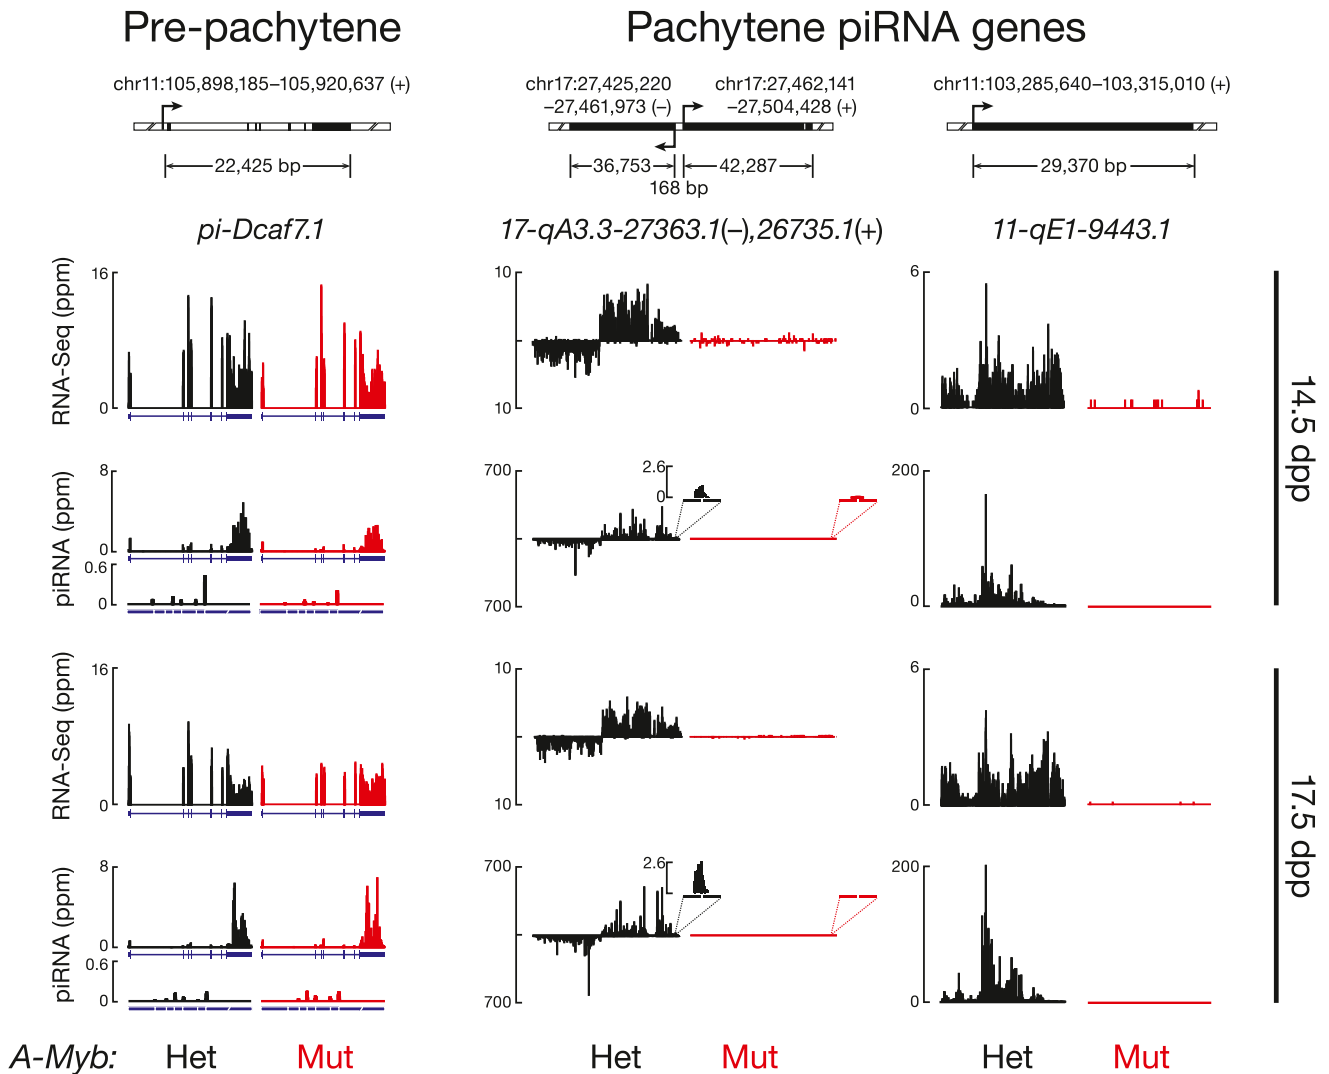 Pre-pachytene
Pachytene piRNA genes
chr11:105,898,185–105,920,637 (+)
chr17:27,425,220
–27,461,973 (–)
chr17:27,462,141
–27,504,428 (+)
chr11:103,285,640–103,315,010 (+)
22,425 bp
36,753
168 bp
42,287
29,370 bp
pi-Dcaf7.1
17-qA3.3-27363.1(–),26735.1(+)
11-qE1-9443.1
RNA-Seq (ppm)
16
0
10
10
6
0
14.5 dpp
piRNA (ppm)
8
0
0.6
0
700
700
2.6
0
200
0
RNA-Seq (ppm)
16
0
10
10
6
0
17.5 dpp
piRNA (ppm)
8
0
0.6
0
700
700
2.6
200
0
A-Myb:
Het
Mut
Het
Mut
Het
Mut